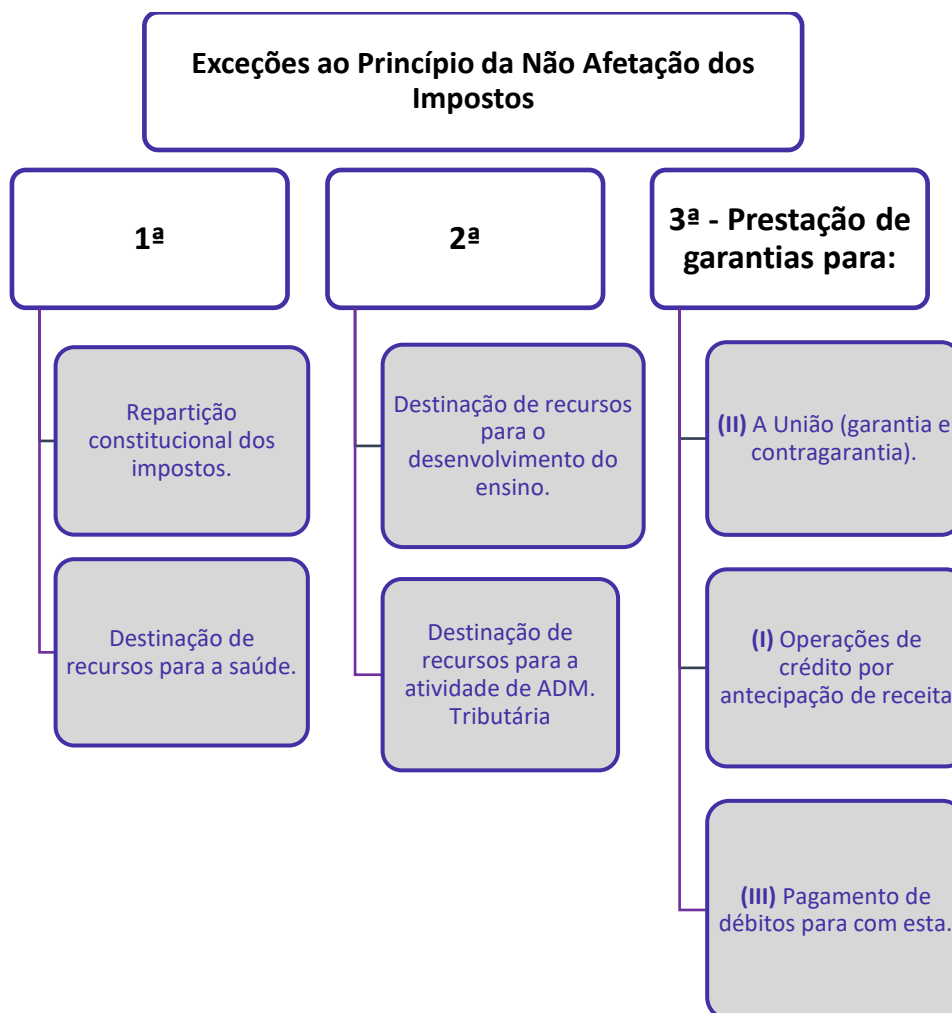 Exceções ao Princípio da Não Afetação dos
Impostos
1ª
Repartição
constitucional dos
impostos.
Destinação de
recursos para a saúde.
2ª
Destinação de recursos
para o
desenvolvimento do
ensino.
Destinação de
recursos para a
atividade de ADM.
Tributária
3ª - Prestação de
garantias para:
(II) A União (garantia e
contragarantia).
(I) Operações de
crédito por
antecipação de receita
(III) Pagamento de
débitos para com esta.